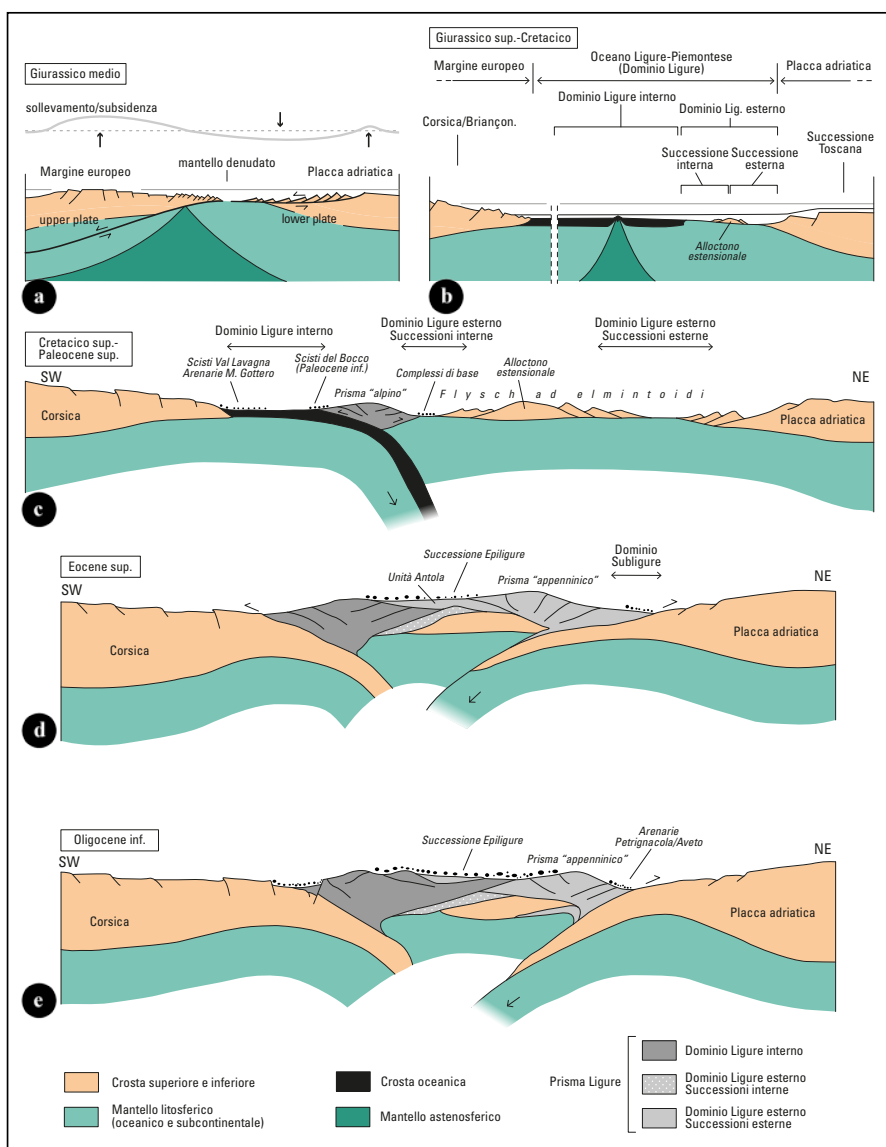 Giurassico medio
sollevamento/subsidenza
mantello denudato
Margine europeo
Placca adriatica
upper plate
lower plate
a
Giurassico sup.-Cretacico
Margine europeo
Oceano Ligure-Piemontese
(Dominio Ligure)
Placca adriatica
Dominio Ligure interno
Dominio Lig. esterno
Corsica/Briançon.
Successione
interna
Successione
esterna
Successione
Toscana
Alloctono
estensionale
b
Cretacico sup.-
Paleocene sup.
SW
Dominio Ligure interno
Dominio Ligure esterno
Successioni interne
Dominio Ligure esterno
Successioni esterne
NE
Scisti Val Lavagna
Arenarie M. Gottero
Scisti del Bocco
(Paleocene inf.)
Prisma "alpino"
Complessi di base
Alloctono
estensionale
Flysch ad elmintoidi
Corsica
Placca adriatica
c
Eocene sup.
SW
Successione Epiligure
Unità Antola
Prisma "appenninico"
Dominio
Subligure
NE
Corsica
Placca adriatica
d
Oligocene inf.
SW
Successione Epiligure
Prisma "appenninico"
Arenarie
Petrignacola/Aveto
NE
Corsica
Placca adriatica
e
Crosta superiore e inferiore
Mantello litosferico
(oceanico e subcontinentale)
Crosta oceanica
Mantello astenosferico
Prisma Ligure
Dominio Ligure interno
Dominio Ligure esterno
Successioni interne
Dominio Ligure esterno
Successioni esterne